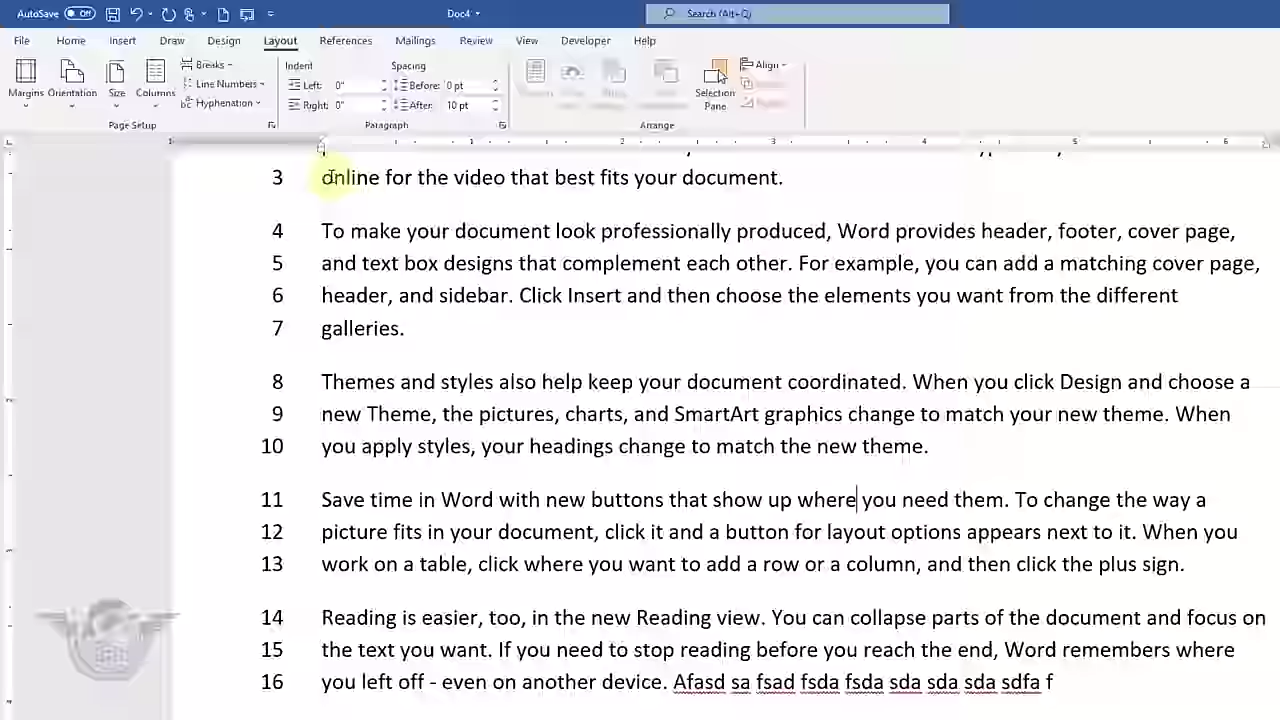 AutoSave Off Doc4 Search (Alt+Q)
File Home Insert Draw Design Layout References Mailings Review View Developer Help
Margins Orientation Size Columns Breaks Line Numbers Hyphenation
Page Setup
Indent Spacing
Left: 0" Before: 0 pt
Right: 0" After: 10 pt
Paragraph
Selection Pane Align
Arrange
1 1 2 3 4 5 6
3 online for the video that best fits your document.
4 To make your document look professionally produced, Word provides header, footer, cover page,
5 and text box designs that complement each other. For example, you can add a matching cover page,
6 header, and sidebar. Click Insert and then choose the elements you want from the different
7 galleries.
8 Themes and styles also help keep your document coordinated. When you click Design and choose a
9 new Theme, the pictures, charts, and SmartArt graphics change to match your new theme. When
10 you apply styles, your headings change to match the new theme.
11 Save time in Word with new buttons that show up where you need them. To change the way a
12 picture fits in your document, click it and a button for layout options appears next to it. When you
13 work on a table, click where you want to add a row or a column, and then click the plus sign.
14 Reading is easier, too, in the new Reading view. You can collapse parts of the document and focus on
15 the text you want. If you need to stop reading before you reach the end, Word remembers where
16 you left off - even on another device. Afasd sa fsad fsda fsda sda sda sda sdfa f